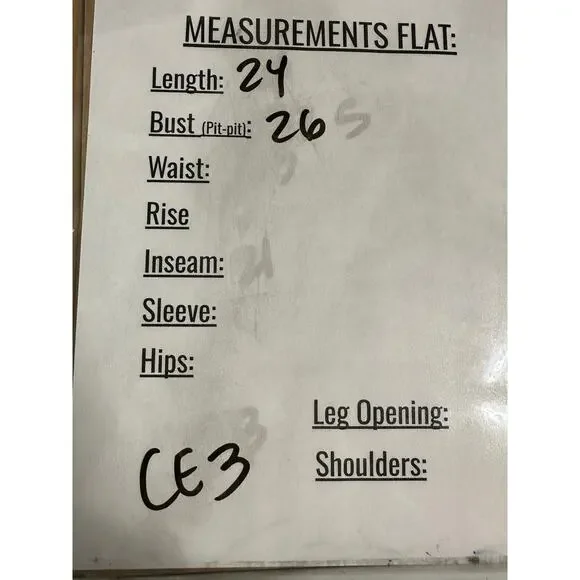 MEASUREMENTS FLAT:
Length: 24
Bust (Pit-pit): 26
Waist:
Rise
Inseam:
Sleeve:
Hips:
Leg Opening:
Shoulders:
CE3